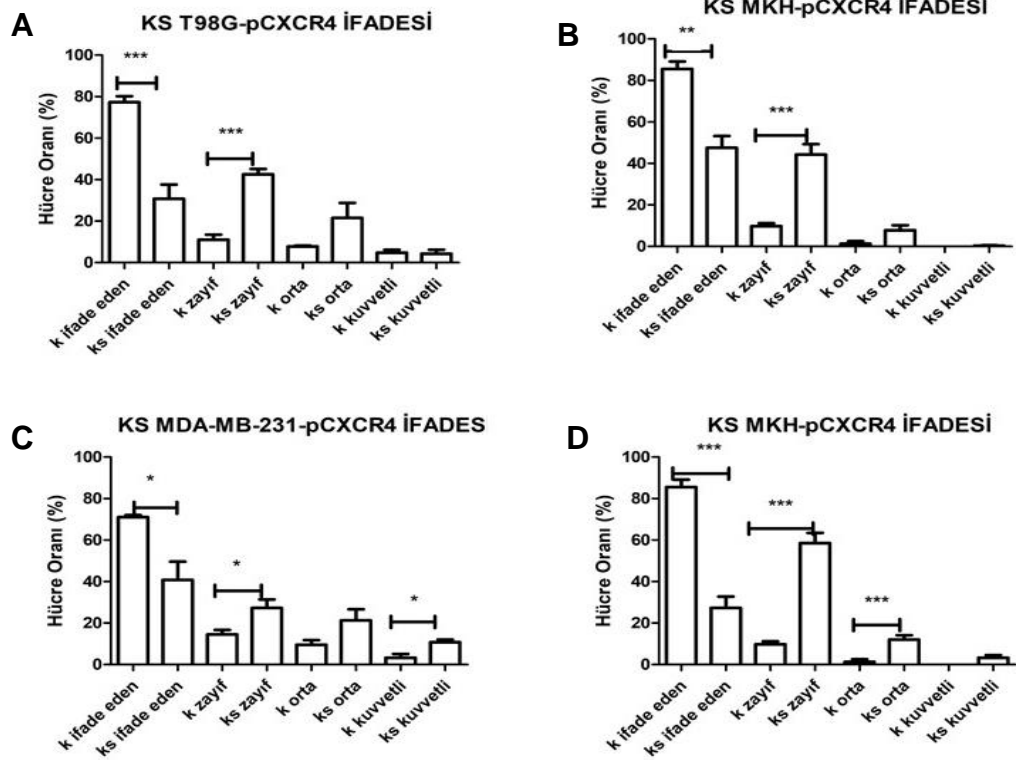 A
KS T98G-pCXCR4 İFADESİ
Hücre Oranı (%)
100
80
60
40
20
0
***
***
k ifade eden
ks ifade eden
k zayıf
ks zayıf
k orta
ks orta
k kuvvetli
ks kuvvetli
B
KS MKH-pCXCR4 İFADESİ
Hücre Oranı (%)
100
80
60
40
20
0
**
***
k ifade eden
ks ifade eden
k zayıf
ks zayıf
k orta
ks orta
k kuvvetli
ks kuvvetli
C
KS MDA-MB-231-pCXCR4 İFADES
Hücre Oranı (%)
100
80
60
40
20
0
*
*
*
k ifade eden
ks ifade eden
k zayıf
ks zayıf
k orta
ks orta
k kuvvetli
ks kuvvetli
D
KS MKH-pCXCR4 İFADESİ
Hücre Oranı (%)
100
80
60
40
20
0
***
***
***
k ifade eden
ks ifade eden
k zayıf
ks zayıf
k orta
ks orta
k kuvvetli
ks kuvvetli